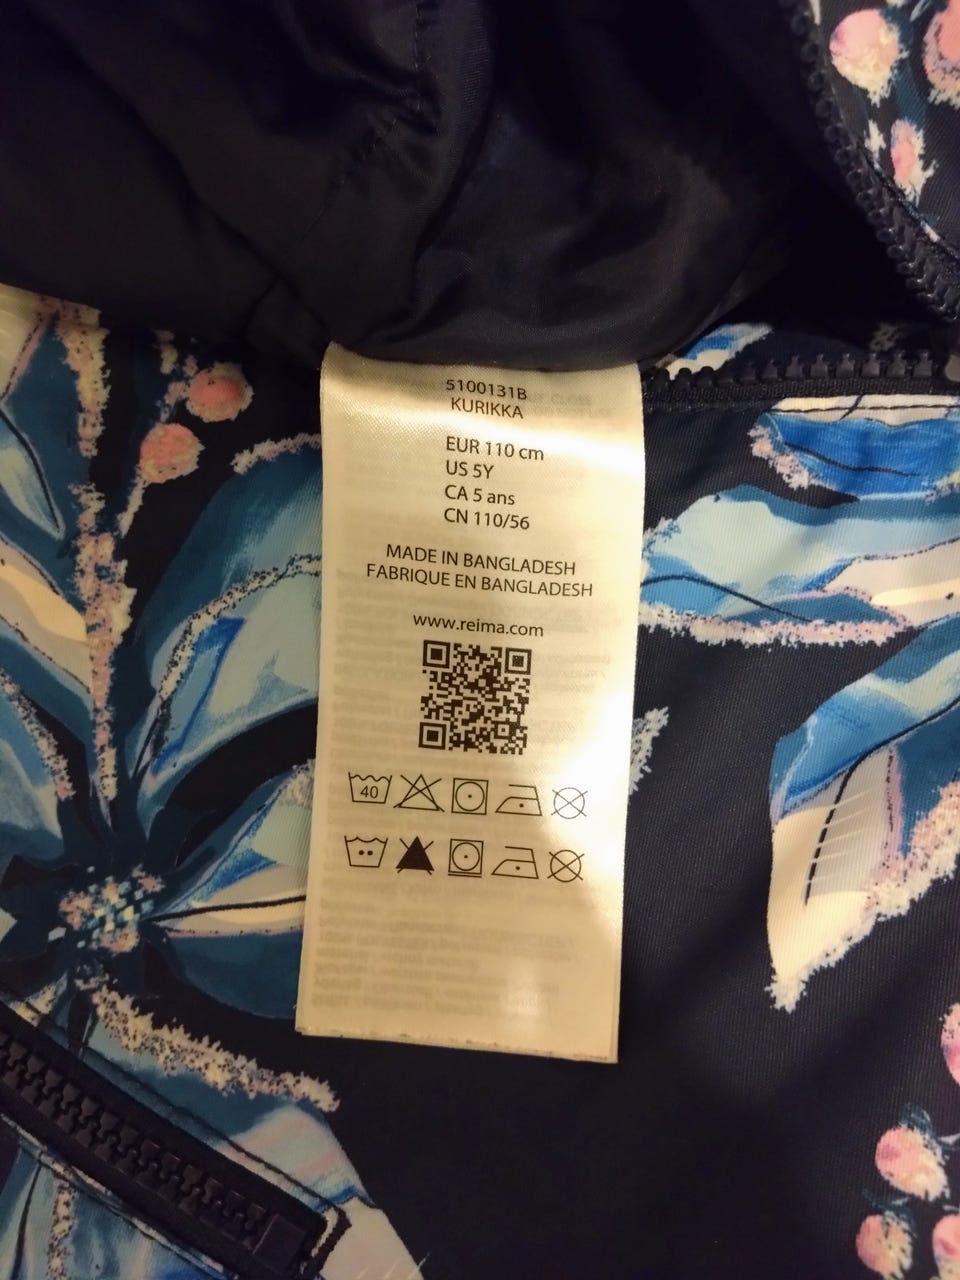 5100131B
KURIKKA
EUR 110 cm
US 5Y
CA 5 ans
CN 110/56
MADE IN BANGLADESH
FABRIQUE EN BANGLADESH
www.reima.com
40